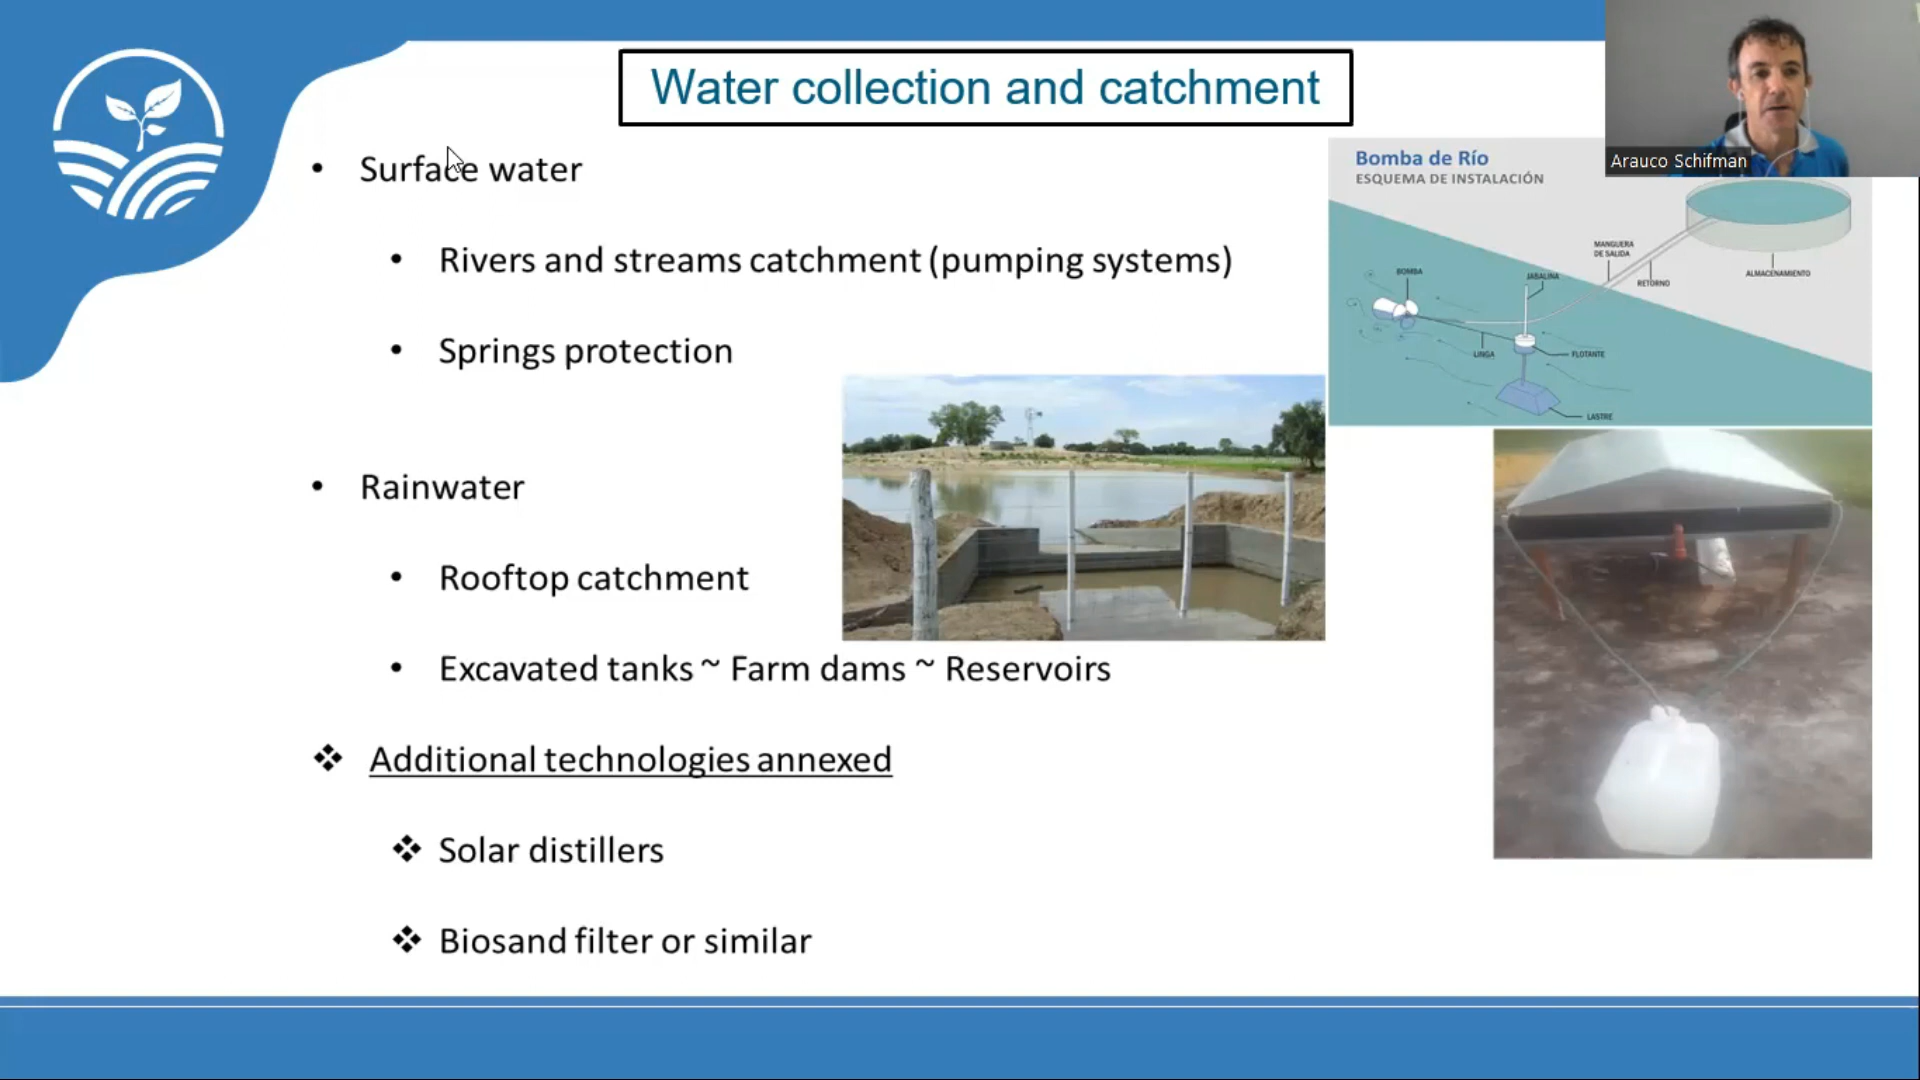 Water collection and catchment
Arauco Schifman
• Surface water
• Rivers and streams catchment (pumping systems)
• Springs protection
• Rainwater
• Rooftop catchment
• Excavated tanks ~ Farm dams ~ Reservoirs
❖ Additional technologies annexed
❖ Solar distillers
❖ Biosand filter or similar
Bomba de Río
ESQUEMA DE INSTALACIÓN
MANGUERA
DE SALIDA
RETORNO
ALMACENAMIENTO
BOMBA
JABALINA
LINGA
FLOTANTE
LASTRE